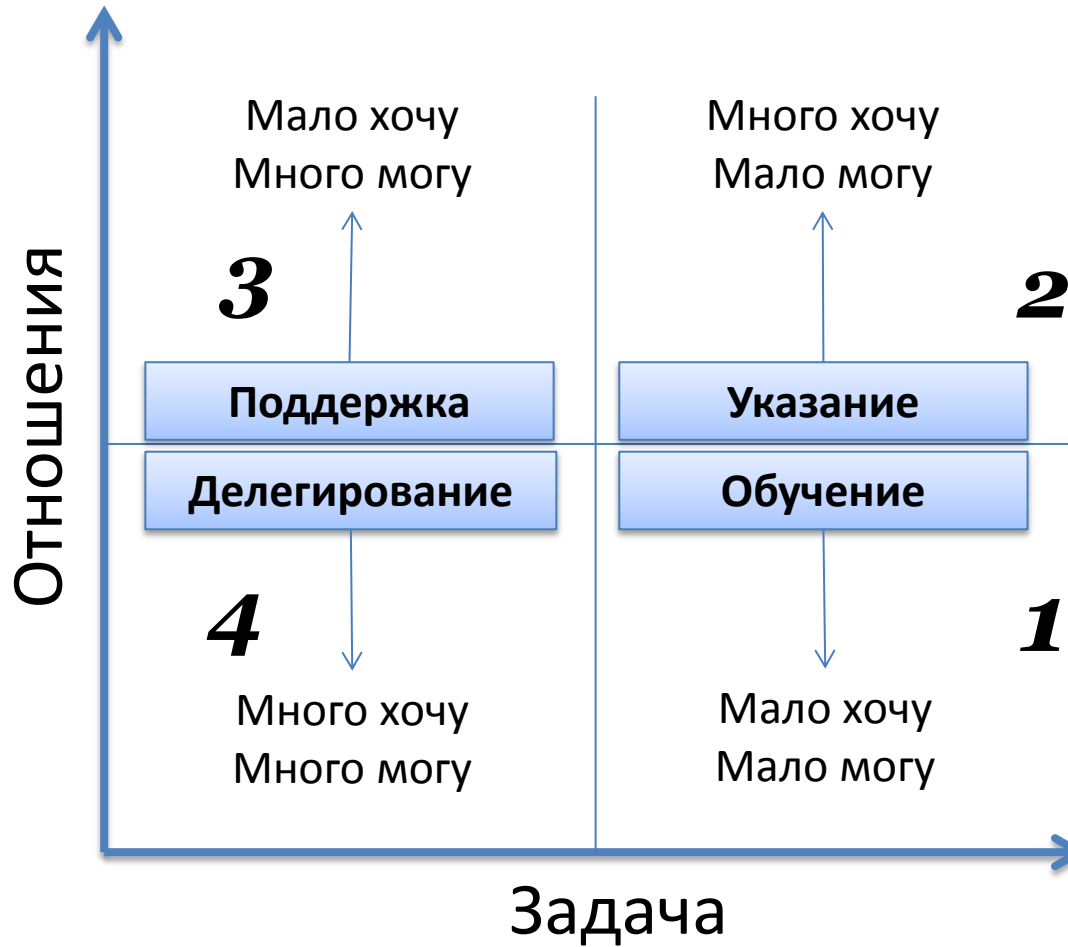 Мало хочу
Много могу
Много хочу
Мало могу
3
2
Поддержка
Указание
Отношения
Делегирование
Обучение
4
1
Много хочу
Много могу
Мало хочу
Мало могу
Задача